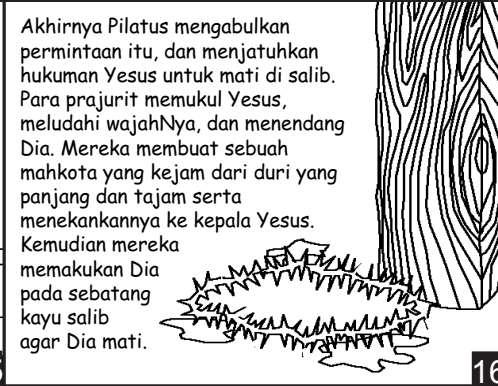 Akhirnya Pilatus mengabulkan
permintaan itu, dan menjatuhkan
hukuman Yesus untuk mati di salib.
Para prajurit memukul Yesus,
meludahi wajahNya, dan menendang
Dia. Mereka membuat sebuah
mahkota yang kejam dari duri yang
panjang dan tajam serta
menekankannya ke kepala Yesus.
Kemudian mereka
memakukan Dia
pada sebatang
kayu salib
agar Dia mati.
16